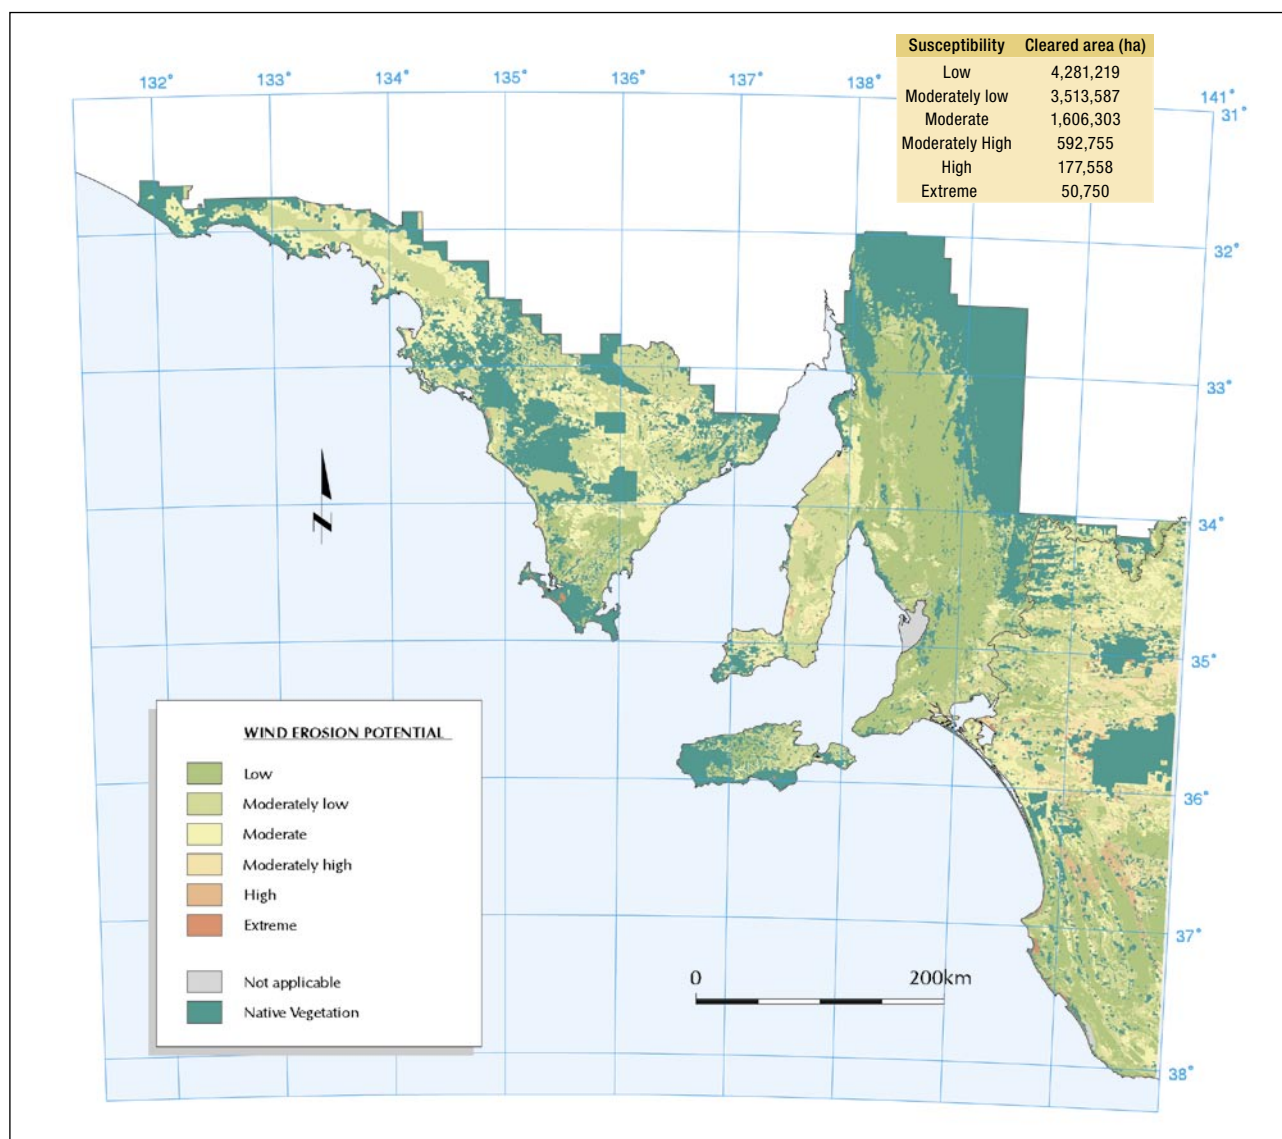 Susceptibility Cleared area (ha)
Low 4,281,219
Moderately low 3,513,587
Moderate 1,606,303
Moderately High 592,755
High 177,558
Extreme 50,750
132° 133° 134° 135° 136° 137° 138° 141°
31°
32°
33°
34°
35°
36°
37°
38°
N
WIND EROSION POTENTIAL
Low
Moderately low
Moderate
Moderately high
High
Extreme
Not applicable
Native Vegetation
0 200km